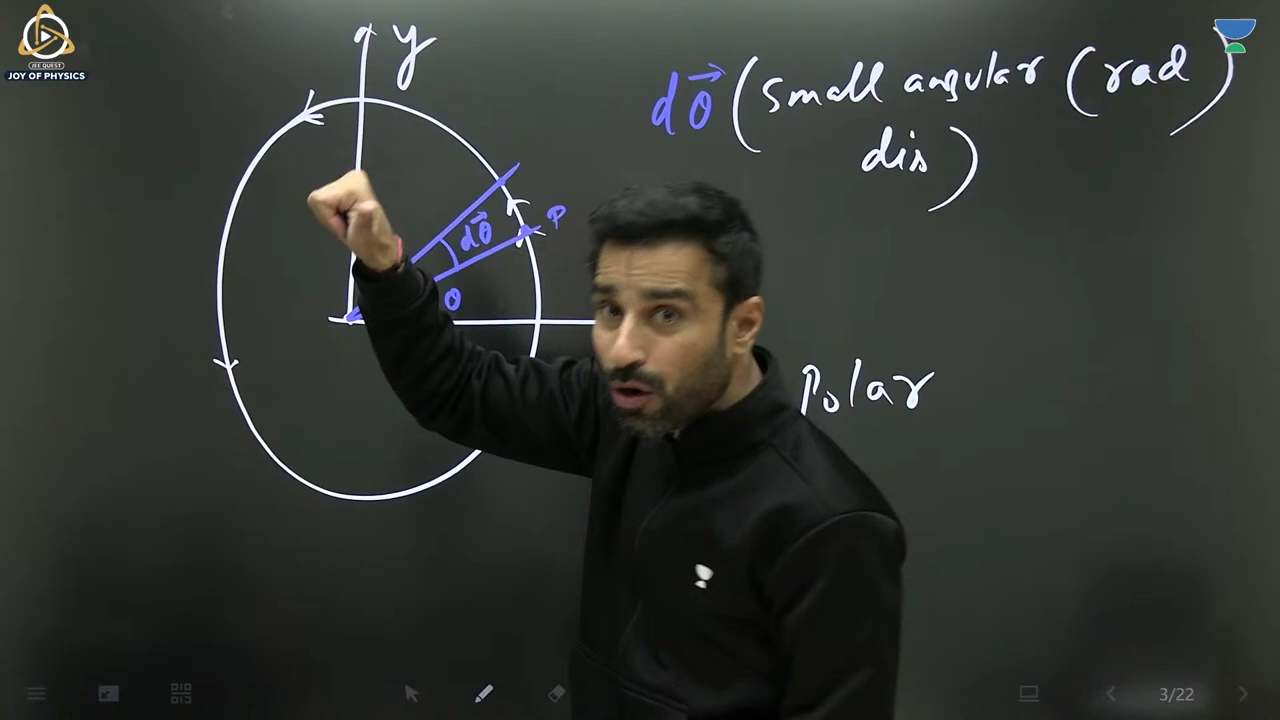 JEE QUEST
JOY OF PHYSICS
y
dθ⃗ (small angular (rad)
dis)
P
dθ⃗
θ
Polar
3/22